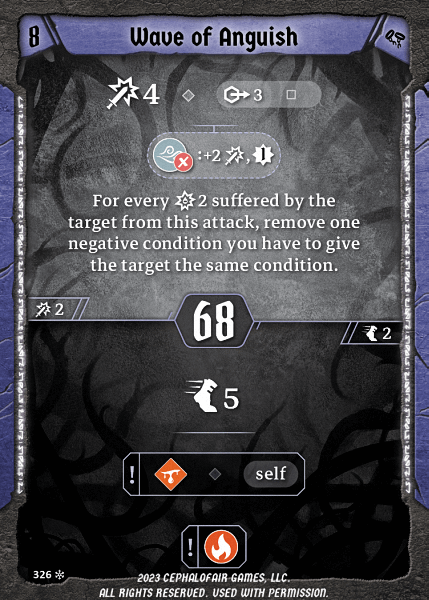 8
Wave of Anguish
4
3
:+2 ,
For every 2 suffered by the
target from this attack, remove one
negative condition you have to give
the target the same condition.
2
68
2
5
! self
!
326
2023 CEPHALOFAIR GAMES, LLC.
ALL RIGHTS RESERVED. USED WITH PERMISSION.